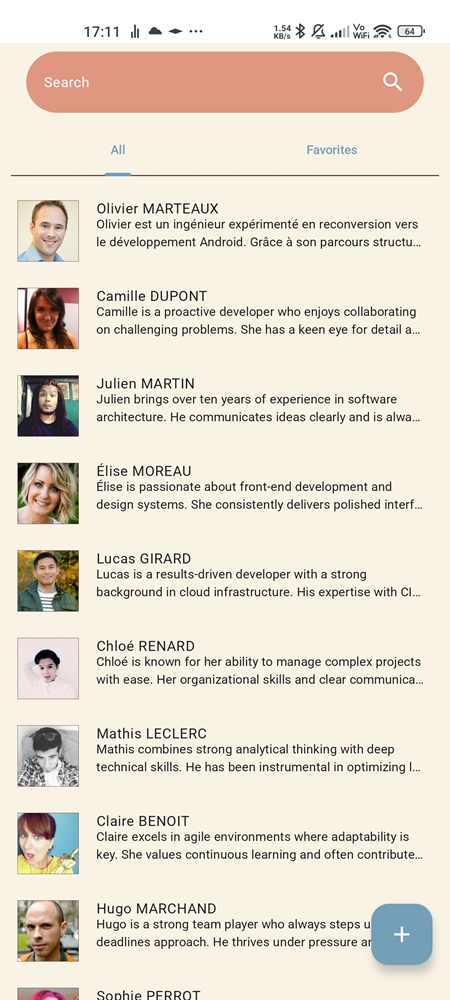 17:11
1.54
KB/s
Vo
WiFi
64
Search
All
Favorites
Olivier MARTEAUX
Olivier est un ingénieur expérimenté en reconversion vers
le développement Android. Grâce à son parcours structu…
Camille DUPONT
Camille is a proactive developer who enjoys collaborating
on challenging problems. She has a keen eye for detail a…
Julien MARTIN
Julien brings over ten years of experience in software
architecture. He communicates ideas clearly and is alwa…
Élise MOREAU
Élise is passionate about front-end development and
design systems. She consistently delivers polished interf…
Lucas GIRARD
Lucas is a results-driven developer with a strong
background in cloud infrastructure. His expertise with CI…
Chloé RENARD
Chloé is known for her ability to manage complex projects
with ease. Her organizational skills and clear communica…
Mathis LECLERC
Mathis combines strong analytical thinking with deep
technical skills. He has been instrumental in optimizing l…
Claire BENOIT
Claire excels in agile environments where adaptability is
key. She values continuous learning and often contribute…
Hugo MARCHAND
Hugo is a strong team player who always steps
deadlines approach. He thrives under pressure
Sophie PERROT